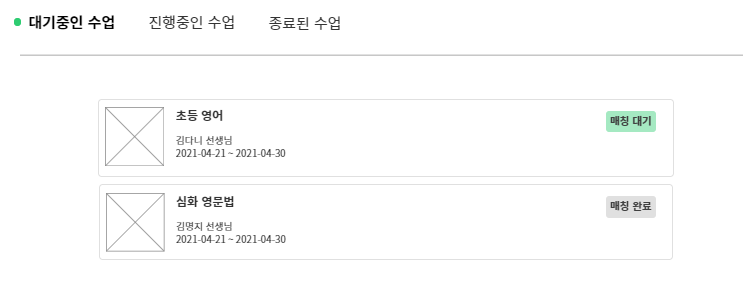 대기중인 수업 진행중인 수업 종료된 수업
초등 영어
매칭 대기
김다니 선생님
2021-04-21 ~ 2021-04-30
심화 영문법
매칭 완료
김명지 선생님
2021-04-21 ~ 2021-04-30